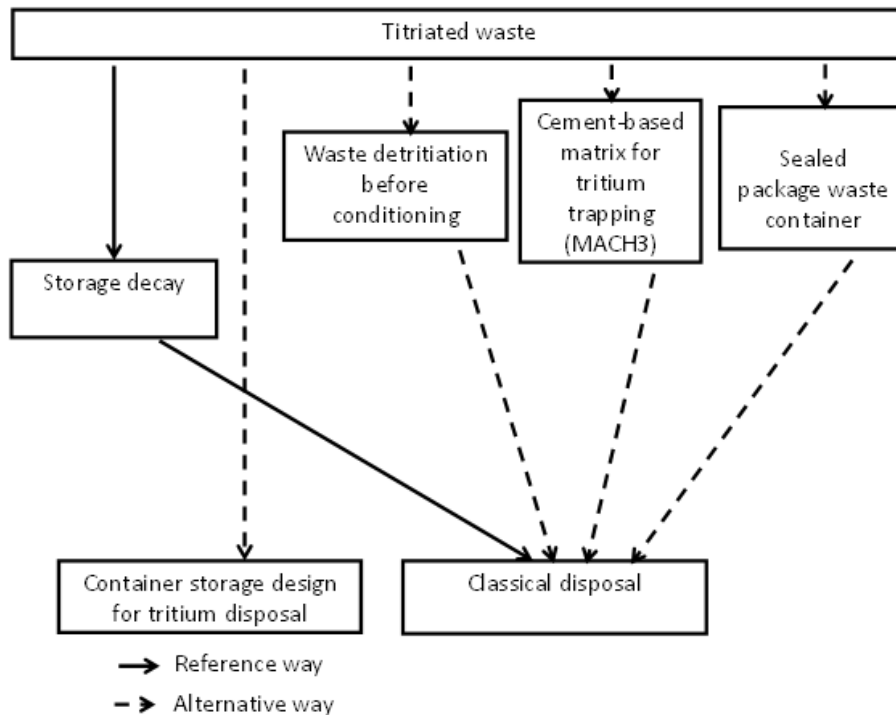 Titriated waste
Waste detritiation
before
conditioning
Cement-based
matrix for
tritium
trapping
(MACH3)
Sealed
package waste
container
Storage decay
Container storage design
for tritium disposal
Classical disposal
Reference way
Alternative way